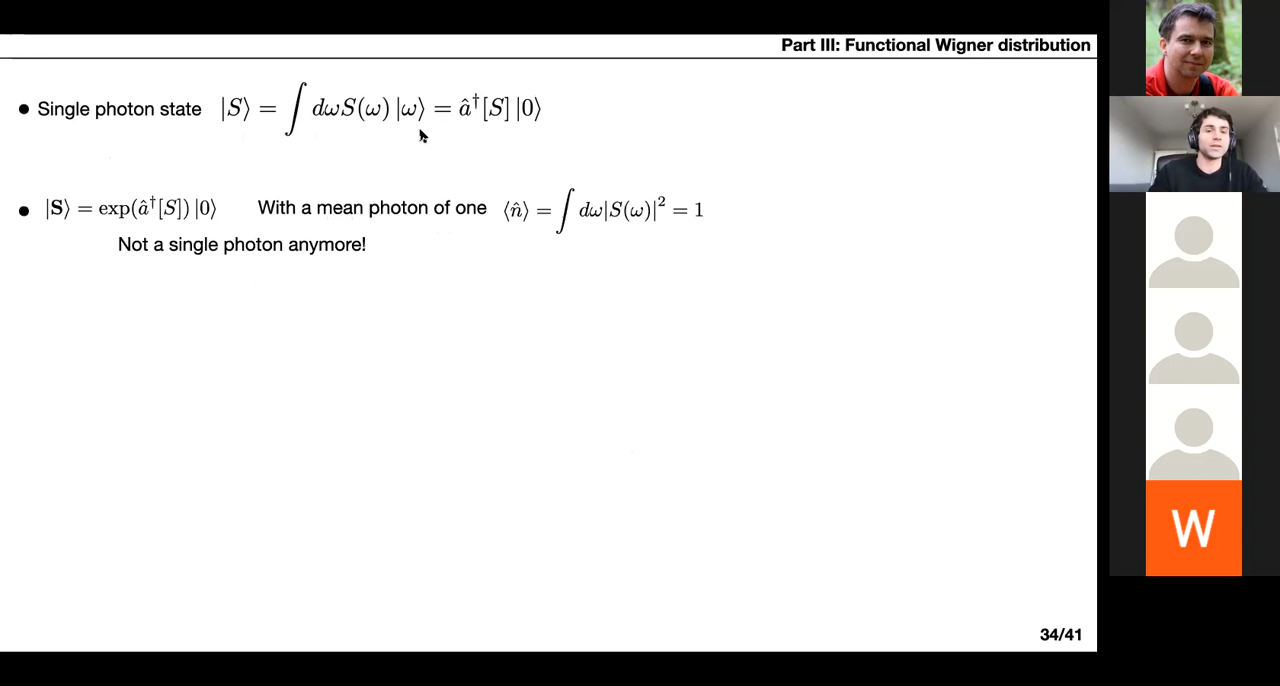 Part III: Functional Wigner distribution
• Single photon state |S⟩ = ∫ dωS(ω) |ω⟩ = â†[S] |0⟩
• |𝐒⟩ = exp(â†[S]) |0⟩ With a mean photon of one ⟨n̂⟩ = ∫ dω|S(ω)|² = 1
Not a single photon anymore!
W
34/41